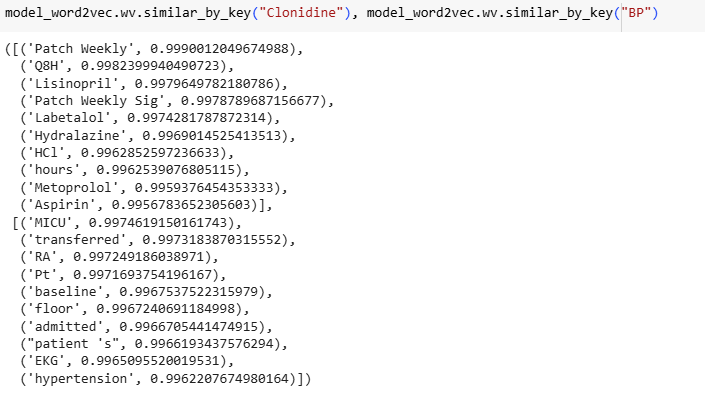 model_word2vec.wv.similar_by_key("Clonidine"), model_word2vec.wv.similar_by_key("BP")
([('Patch Weekly', 0.9990012049674988),
('Q8H', 0.9982399940490723),
('Lisinopril', 0.9979649782180786),
('Patch Weekly Sig', 0.9978789687156677),
('Labetalol', 0.9974281787872314),
('Hydralazine', 0.9969014525413513),
('HCl', 0.9962852597236633),
('hours', 0.9962539076805115),
('Metoprolol', 0.9959376454353333),
('Aspirin', 0.9956783652305603)],
[('MICU', 0.9974619150161743),
('transferred', 0.9973183870315552),
('RA', 0.997249186038971),
('Pt', 0.9971693754196167),
('baseline', 0.9967537522315979),
('floor', 0.9967240691184998),
('admitted', 0.9966705441474915),
("patient 's", 0.9966193437576294),
('EKG', 0.9965095520019531),
('hypertension', 0.9962207674980164)])